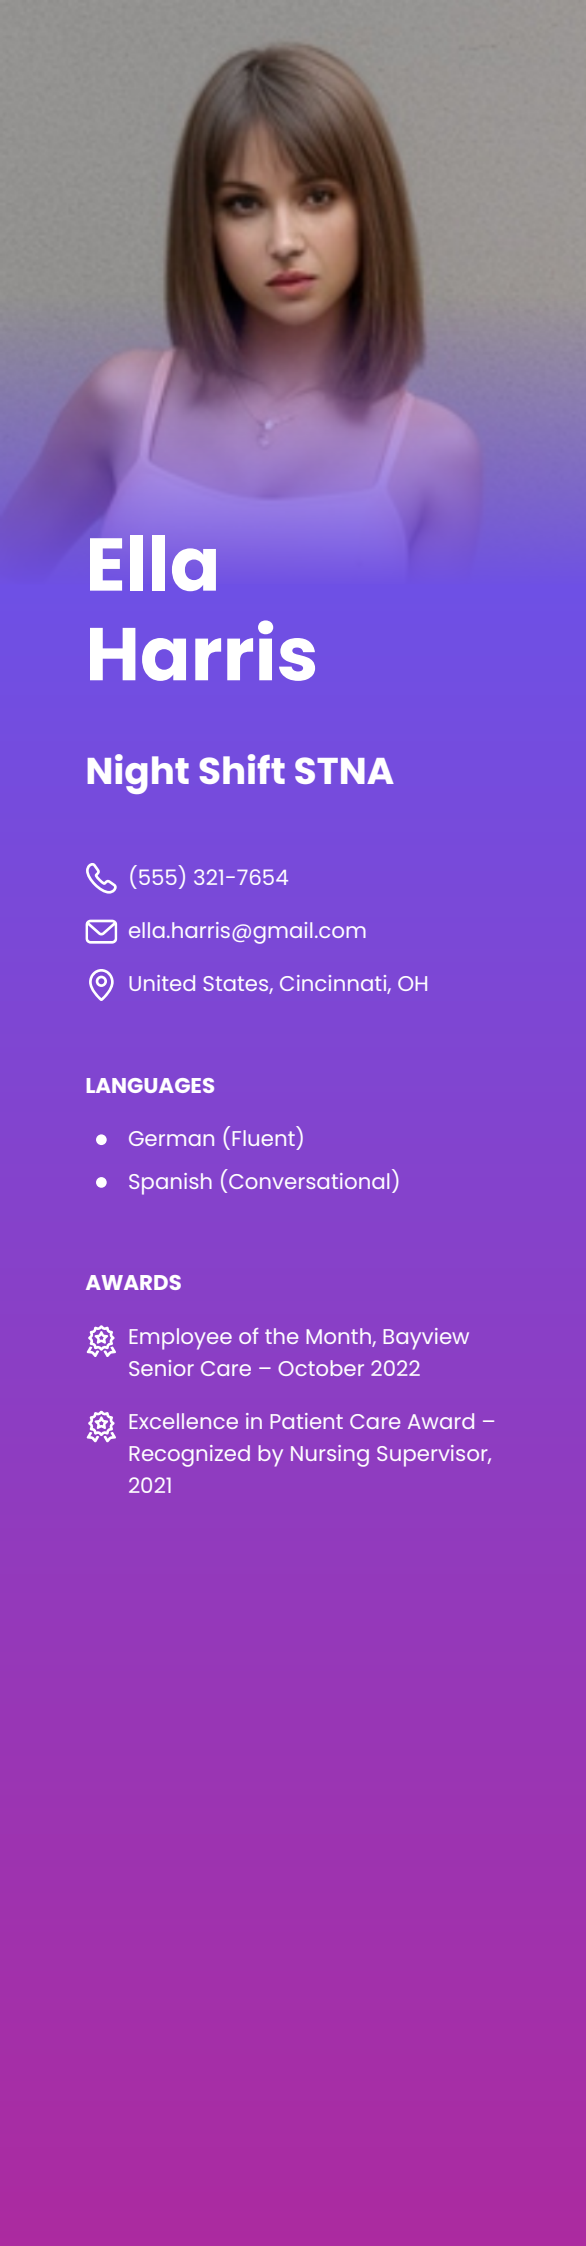 Ella
Harris
Night Shift STNA
(555) 321-7654
ella.harris@gmail.com
United States, Cincinnati, OH
LANGUAGES
German (Fluent)
Spanish (Conversational)
AWARDS
Employee of the Month, Bayview
Senior Care – October 2022
Excellence in Patient Care Award –
Recognized by Nursing Supervisor,
2021